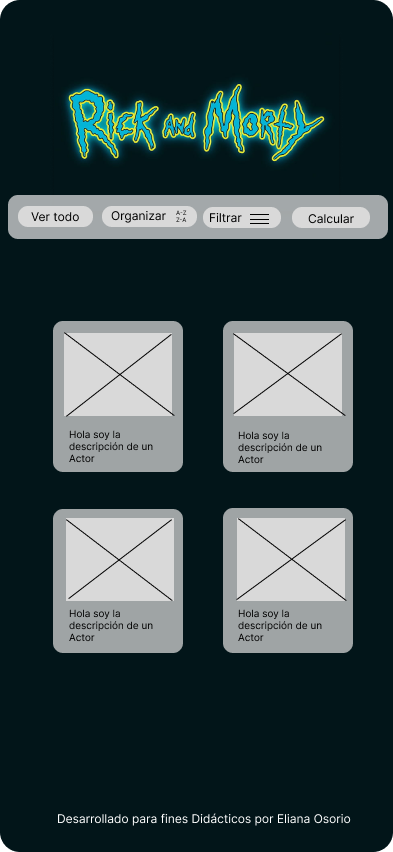 Rick and Morty
Ver todo
Organizar
A-Z
Z-A
Filtrar
Calcular
Hola soy la
descripción de un
Actor
Hola soy la
descripción de un
Actor
Hola soy la
descripción de un
Actor
Hola soy la
descripción de un
Actor
Desarrollado para fines Didácticos por Eliana Osorio